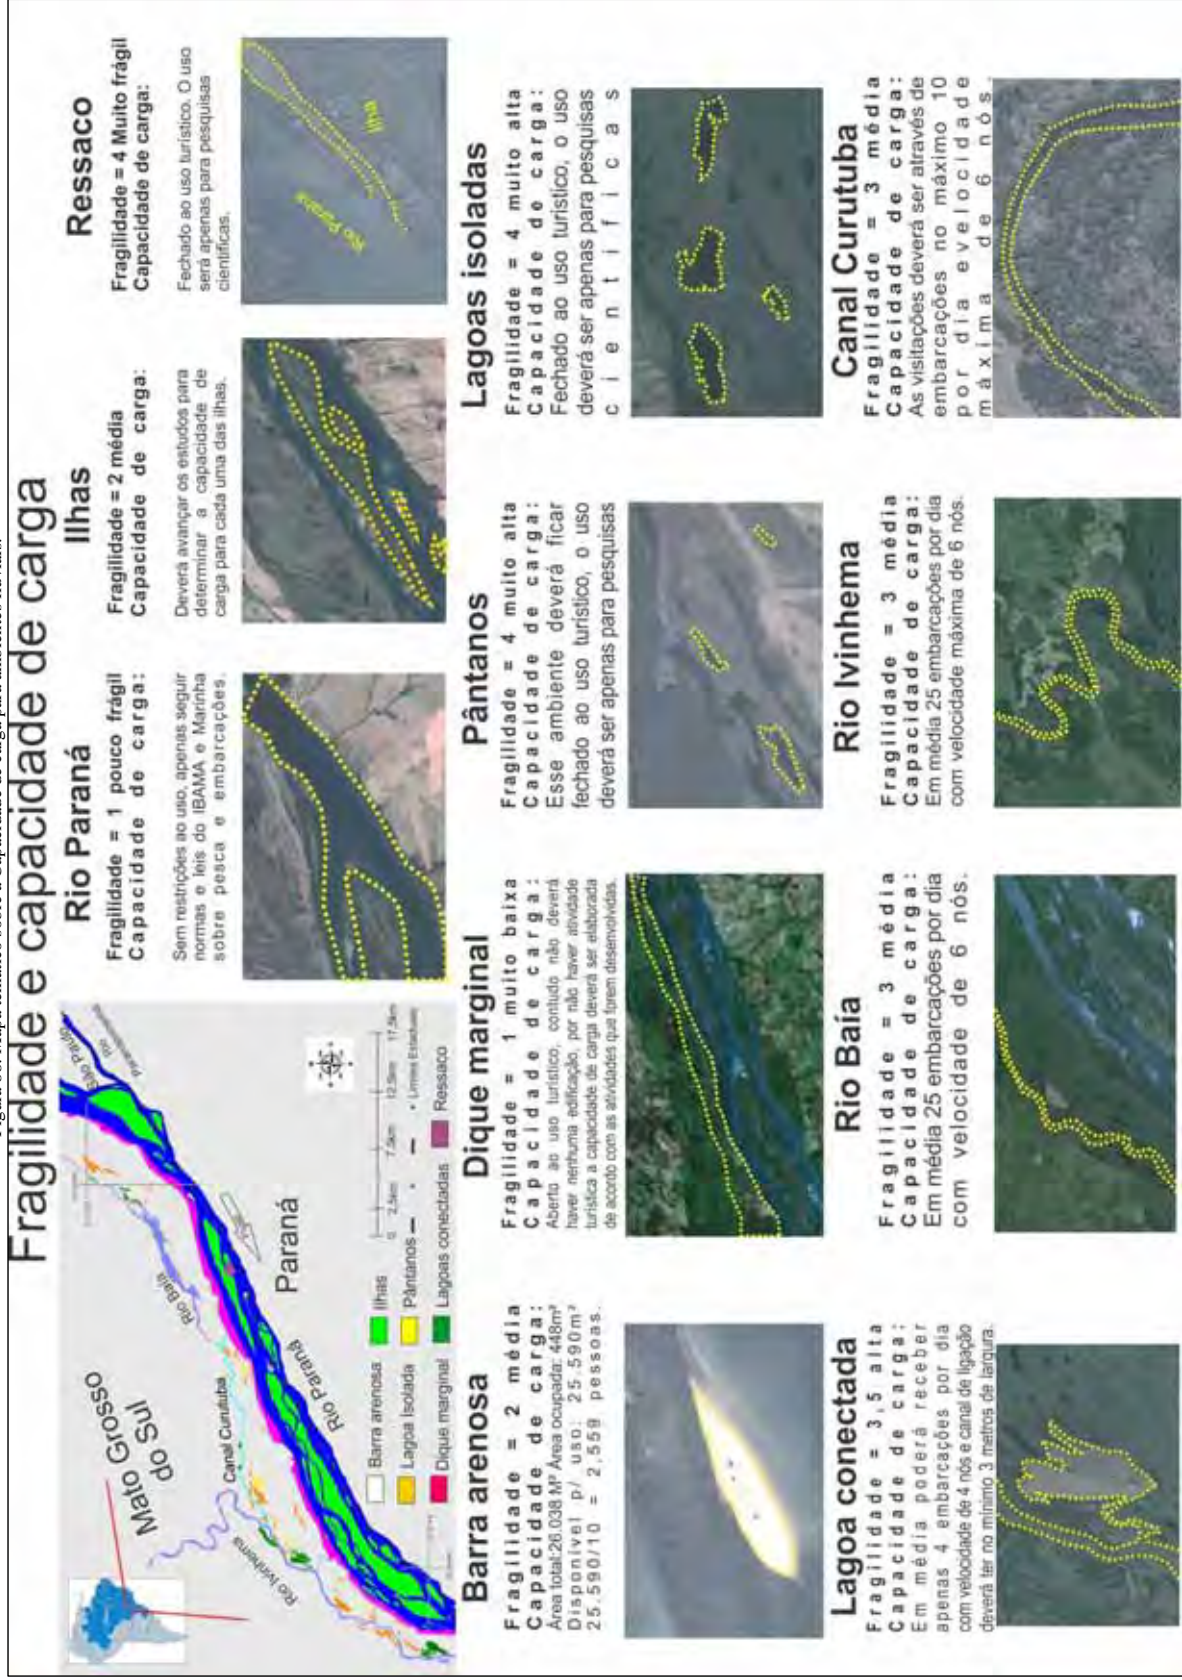 Fragilidade e capacidade de carga
Mato Grosso
do Sul
Canal Curutuba
Rio Ivinhema
Rio Baía
Rio Paraná
Paraná
São Paulo
Rio
Paranapanema
0 2,5km 7,5km 12,5km 17,5km
Barra arenosa
Ilhas
Lagoa Isolada
Pântanos
Limites Estaduais
Dique marginal
Lagoas conectadas
Ressaco
Rio Paraná
Fragilidade = 1 pouco frágil
Capacidade de carga:
Sem restrições ao uso, apenas seguir
normas e leis do IBAMA e Marinha
sobre pesca e embarcações.
Ilhas
Fragilidade = 2 média
Capacidade de carga:
Deverá avançar os estudos para
determinar a capacidade de
carga para cada uma das ilhas.
Ressaco
Fragilidade = 4 Muito frágil
Capacidade de carga:
Fechado ao uso turístico. O uso
será apenas para pesquisas
científicas.
Rio Paraná
Ilha
Barra arenosa
Fragilidade = 2 média
Capacidade de carga:
Área total:26.038 M² Área ocupada: 448m²
Disponível p/ uso: 25.590m²
25.590/10 = 2,559 pessoas.
Dique marginal
Fragilidade = 1 muito baixa
Capacidade de carga:
Aberto ao uso turístico, contudo não deverá
haver nenhuma edificação, por não haver atividade
turística a capacidade de carga deverá ser elaborada
de acordo com as atividades que forem desenvolvidas.
Pântanos
Fragilidade = 4 muito alta
Capacidade de carga:
Esse ambiente deverá ficar
fechado ao uso turístico, o uso
deverá ser apenas para pesquisas
Lagoas isoladas
Fragilidade = 4 muito alta
Capacidade de carga:
Fechado ao uso turístico, o uso
deverá ser apenas para pesquisas
científicas
Lagoa conectada
Fragilidade = 3,5 alta
Capacidade de carga:
Em média poderá receber
apenas 4 embarcações por dia
com velocidade de 4 nós e canal de ligação
deverá ter no mínimo 3 metros de largura.
Rio Baía
Fragilidade = 3 média
Capacidade de carga:
Em média 25 embarcações por dia
com velocidade de 6 nós.
Rio Ivinhema
Fragilidade = 3 média
Capacidade de carga:
Em média 25 embarcações por dia
com velocidade máxima de 6 nós.
Canal Curutuba
Fragilidade = 3 média
Capacidade de carga:
As visitações deverá ser através de
embarcações no máximo 10
por dia e velocidade
máxima de 6 nós.